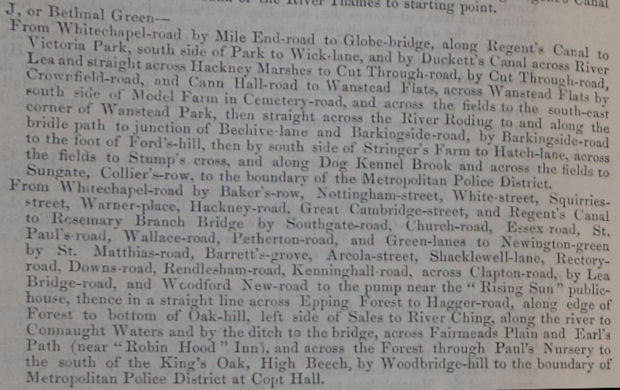 River Thames to starting point.
J, or Bethnal Green—
From Whitechapel-road by Mile End-road to Globe-bridge, along Regent's Canal to
Victoria Park, south side of Park to Wick-lane, and by Duckett's Canal across River
Lea and straight across Hackney Marshes to Cut Through-road, by Cut Through-road,
Crownfield-road, and Cann Hall-road to Wanstead Flats, across Wanstead Flats by
south side of Model Farm in Cemetery-road, and across the fields to the south-east
corner of Wanstead Park, then straight across the River Roding to and along the
bridle path to junction of Beehive-lane and Barkingside-road, by Barkingside-road
to the foot of Ford's-hill, then by south side of Stringer's Farm to Hatch-lane, across
the fields to Stump's cross, and along Dog Kennel Brook and across the fields to
Sungate, Collier's-row, to the boundary of the Metropolitan Police District.
From Whitechapel-road by Baker's-row, Nottingham-street, White-street, Squirries-
street, Warner-place, Hackney-road, Great Cambridge-street, and Regent's Canal
to Rosemary Branch Bridge by Southgate-road, Church-road, Essex-road, St.
Paul's-road, Wallace-road, Petherton-road, and Green-lanes to Newington-green
by St. Matthias-road, Barrett's-grove, Arcola-street, Shacklewell-lane, Rectory-
road, Downs-road, Rendlesham-road, Kenninghall-road, across Clapton-road, by Lea
Bridge-road, and Woodford New-road to the pump near the "Rising Sun" public-
house, thence in a straight line across Epping Forest to Hagger-road, along edge of
Forest to bottom of Oak-hill, left side of Sales to River Ching, along the river to
Connaught Waters and by the ditch to the bridge, across Fairmeads Plain and Earl's
Path (near "Robin Hood" Inn), and across the Forest through Paul's Nursery to
the south of the King's Oak, High Beech, by Woodbridge-hill to the boundary of
Metropolitan Police District at Copt Hall.